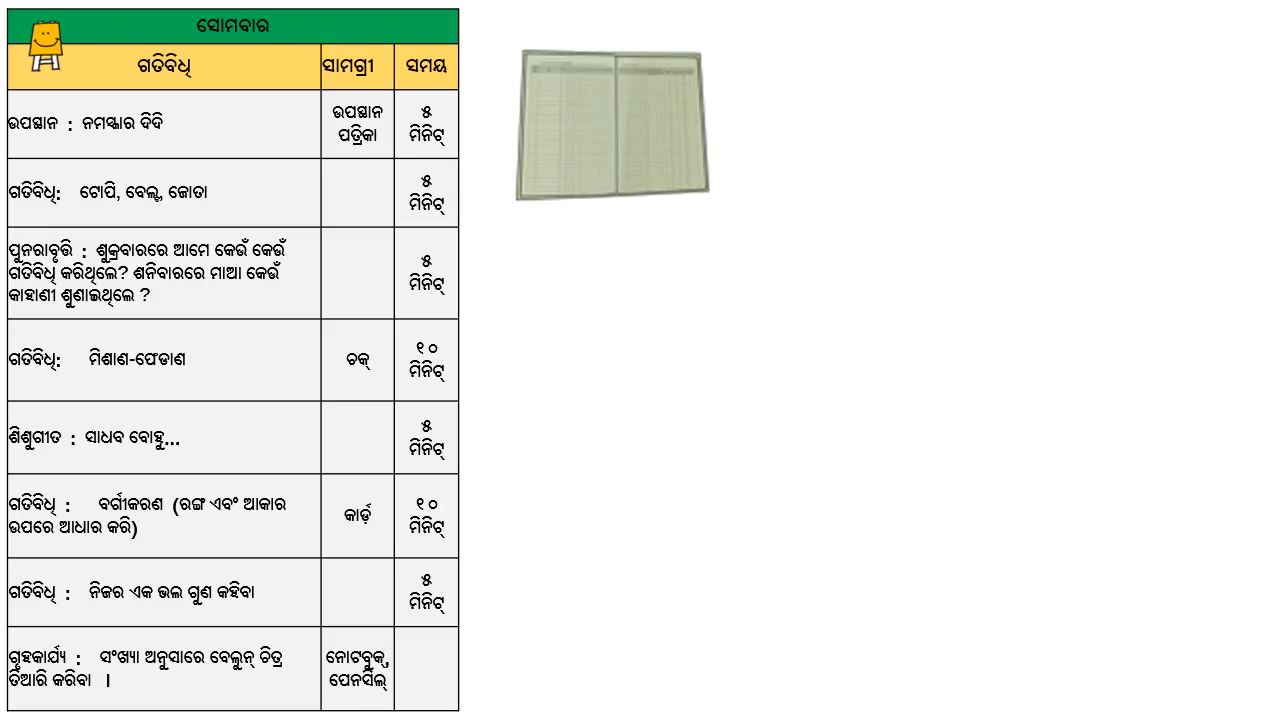 ସୋମବାର
ଗତିବିଧି ସାମଗ୍ରୀ ସମୟ
ଉପସ୍ଥାନ : ନମସ୍କାର ଦିଦି
ଉପସ୍ଥାନ
ପତ୍ରିକା
୫
ମିନିଟ୍
ଗତିବିଧି: ଟୋପି, ବେଲ୍ଟ, ଜୋତା
୫
ମିନିଟ୍
ପୁନରାବୃତ୍ତି : ଶୁକ୍ରବାରରେ ଆମେ କେଉଁ କେଉଁ
ଗତିବିଧି କରିଥିଲେ? ଶନିବାରରେ ମାଆ କେଉଁ
କାହାଣୀ ଶୁଣାଇଥିଲେ ?
୫
ମିନିଟ୍
ଗତିବିଧି: ମିଶାଣ-ଫେଡାଣ
ଚକ୍
୧୦
ମିନିଟ୍
ଶିଶୁଗୀତ : ସାଧବ ବୋହୁ...
୫
ମିନିଟ୍
ଗତିବିଧି : ବର୍ଗୀକରଣ (ରଙ୍ଗ ଏବଂ ଆକାର
ଉପରେ ଆଧାର କରି)
କାର୍ଡ଼
୧୦
ମିନିଟ୍
ଗତିବିଧି : ନିଜର ଏକ ଭଲ ଗୁଣ କହିବା
୫
ମିନିଟ୍
ଗୃହକାର୍ଯ୍ୟ : ସଂଖ୍ୟା ଅନୁସାରେ ବେଲୁନ୍ ଚିତ୍ର
ତିଆରି କରିବା ।
ନୋଟବୁକ୍,
ପେନସିଲ୍